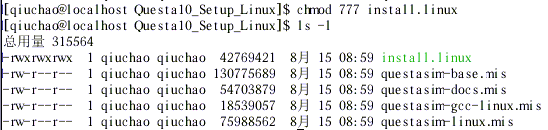 [qiuchao@localhost Questa10_Setup_Linux]$ chmod 777 install.linux
[qiuchao@localhost Questa10_Setup_Linux]$ ls -l
总用量 315564
-rwxrwxrwx 1 qiuchao qiuchao 42769421 8月 15 08:59 install.linux
-rw-r--r-- 1 qiuchao qiuchao 130775689 8月 15 08:59 questasim-base.mis
-rw-r--r-- 1 qiuchao qiuchao 54703879 8月 15 08:59 questasim-docs.mis
-rw-r--r-- 1 qiuchao qiuchao 18539057 8月 15 08:59 questasim-gcc-linux.mis
-rw-r--r-- 1 qiuchao qiuchao 75988562 8月 15 08:59 questasim-linux.mis